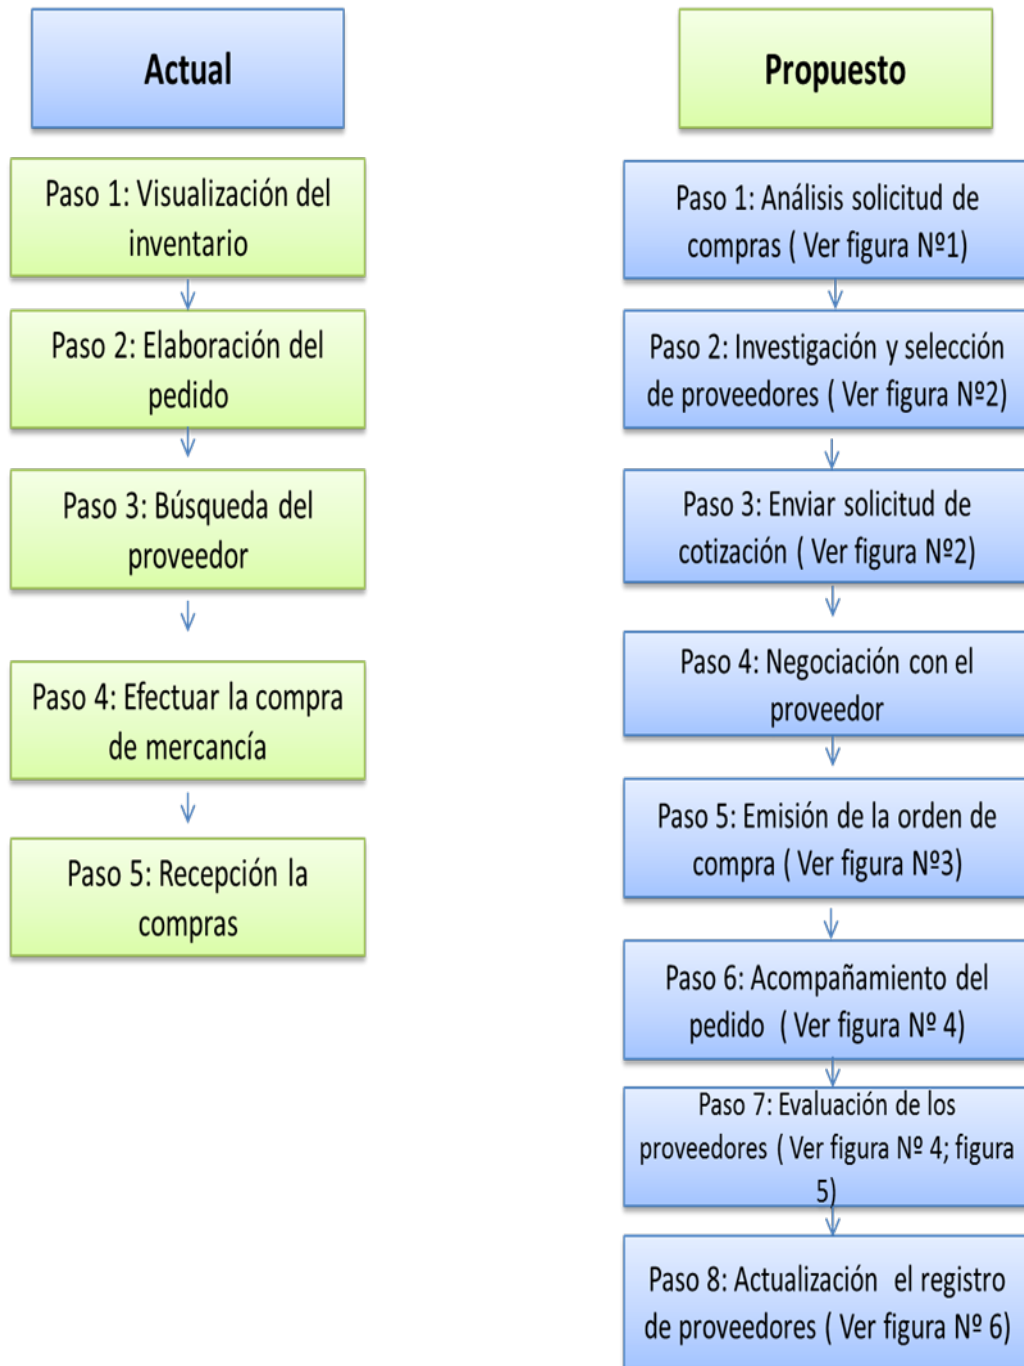 Actual
Paso 1: Visualización del
inventario
Paso 2: Elaboración del
pedido
Paso 3: Búsqueda del
proveedor
Paso 4: Efectuar la compra
de mercancía
Paso 5: Recepción la
compras
Propuesto
Paso 1: Análisis solicitud de
compras ( Ver figura Nº1)
Paso 2: Investigación y selección
de proveedores ( Ver figura Nº2)
Paso 3: Enviar solicitud de
cotización ( Ver figura Nº2)
Paso 4: Negociación con el
proveedor
Paso 5: Emisión de la orden de
compra ( Ver figura Nº3)
Paso 6: Acompañamiento del
pedido ( Ver figura Nº 4)
Paso 7: Evaluación de los
proveedores ( Ver figura Nº 4; figura
5)
Paso 8: Actualización el registro
de proveedores ( Ver figura Nº 6)